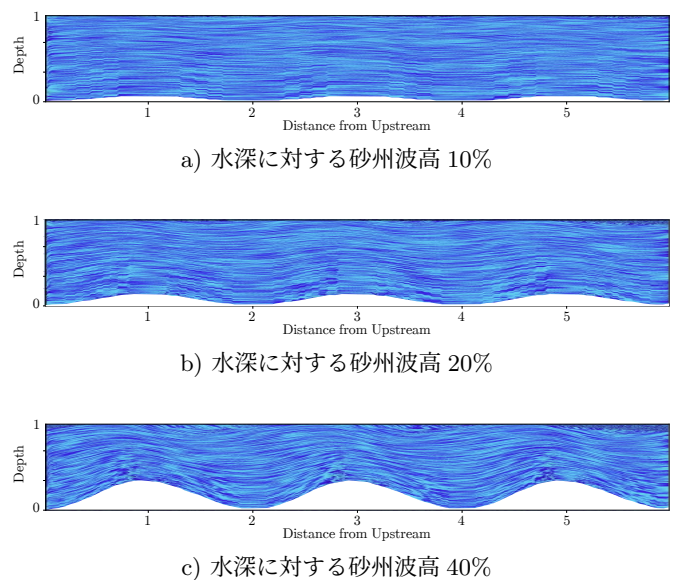 1
Depth
0
1 2 3 4 5
Distance from Upstream
a) 水深に対する砂州波高 10%
1
Depth
0
1 2 3 4 5
Distance from Upstream
b) 水深に対する砂州波高 20%
1
Depth
0
1 2 3 4 5
Distance from Upstream
c) 水深に対する砂州波高 40%